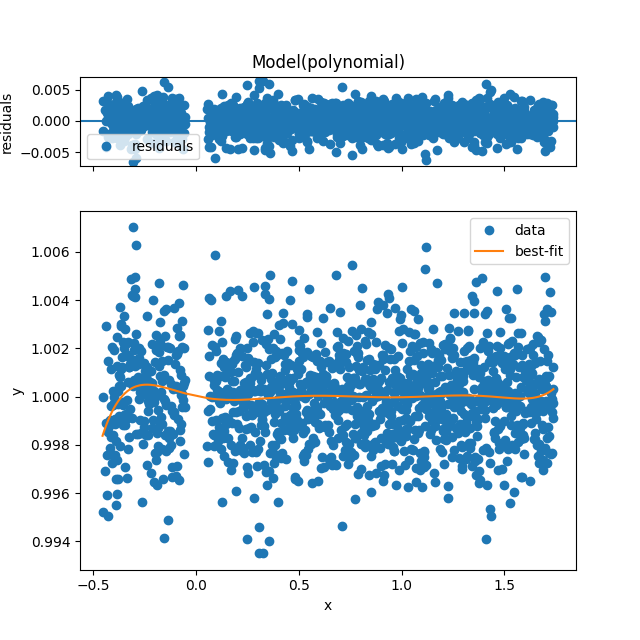 Model(polynomial)
residuals
0.005
0.000
−0.005
residuals
y
1.006
1.004
1.002
1.000
0.998
0.996
0.994
data
best-fit
−0.5
0.0
0.5
1.0
1.5
x